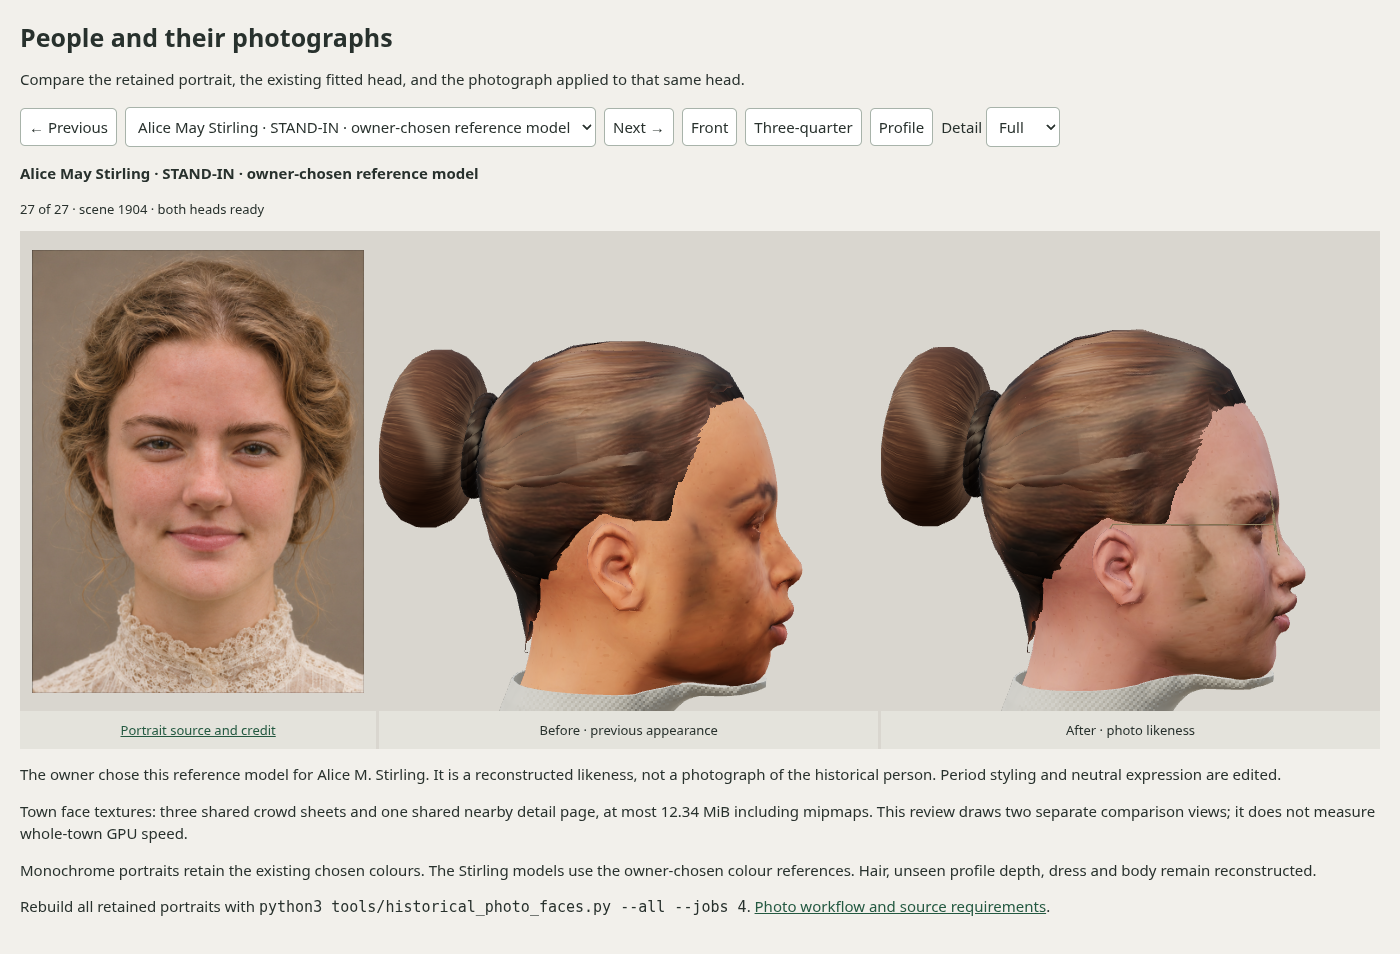 People and their photographs
Compare the retained portrait, the existing fitted head, and the photograph applied to that same head.
← Previous
Alice May Stirling · STAND-IN · owner-chosen reference model
Next →
Front
Three-quarter
Profile
Detail
Full
Alice May Stirling · STAND-IN · owner-chosen reference model
27 of 27 · scene 1904 · both heads ready
Portrait source and credit
Before · previous appearance
After · photo likeness
The owner chose this reference model for Alice M. Stirling. It is a reconstructed likeness, not a photograph of the historical person. Period styling and neutral expression are edited.
Town face textures: three shared crowd sheets and one shared nearby detail page, at most 12.34 MiB including mipmaps. This review draws two separate comparison views; it does not measure
whole-town GPU speed.
Monochrome portraits retain the existing chosen colours. The Stirling models use the owner-chosen colour references. Hair, unseen profile depth, dress and body remain reconstructed.
Rebuild all retained portraits with python3 tools/historical_photo_faces.py --all --jobs 4. Photo workflow and source requirements.